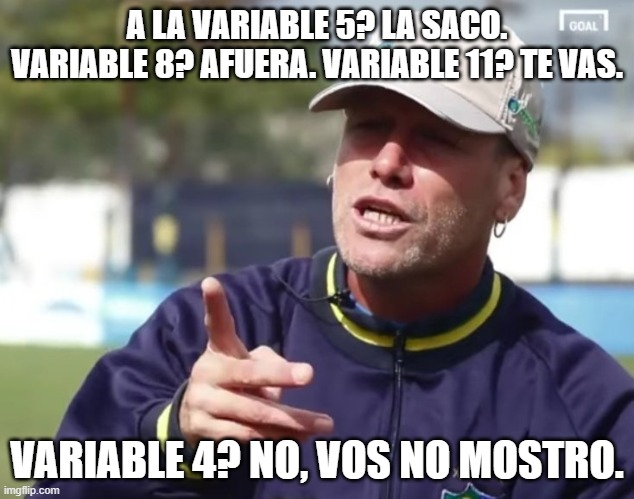 A LA VARIABLE 5? LA SACO.
VARIABLE 8? AFUERA. VARIABLE 11? TE VAS.
GOAL
VARIABLE 4? NO, VOS NO MOSTRO.
imgflip.com